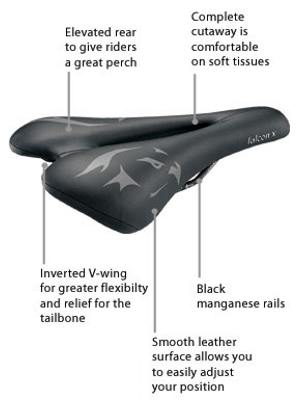 Complete
cutaway is
comfortable
on soft tissues
Elevated rear
to give riders
a great perch
falcon x
Inverted V-wing
for greater flexibilty
and relief for the
tailbone
Black
manganese rails
Smooth leather
surface allows you
to easily adjust
your position